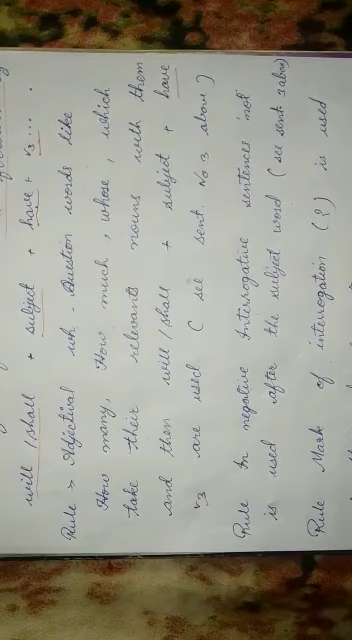 will / shall + subject + have + v3 ... .
Rule > Adjectival wh - Question words like
How many, How much, whose, which
take their relevants nouns with them
and then will / shall + subject + have
v3 are used ( see sent. No 3 above )
Rule In negative Interrogative sentences not
is used after the subject word ( see sent. 3 above)
Rule Mark of interrogation (?) is used